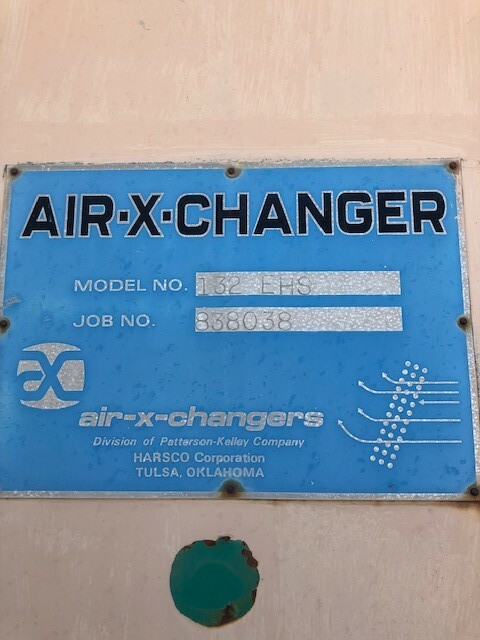 AIR-X-CHANGER
MODEL NO. 132 EHS
JOB NO. 838038
ax
air-x-changers
Division of Patterson-Kelley Company
HARSCO Corporation
TULSA, OKLAHOMA